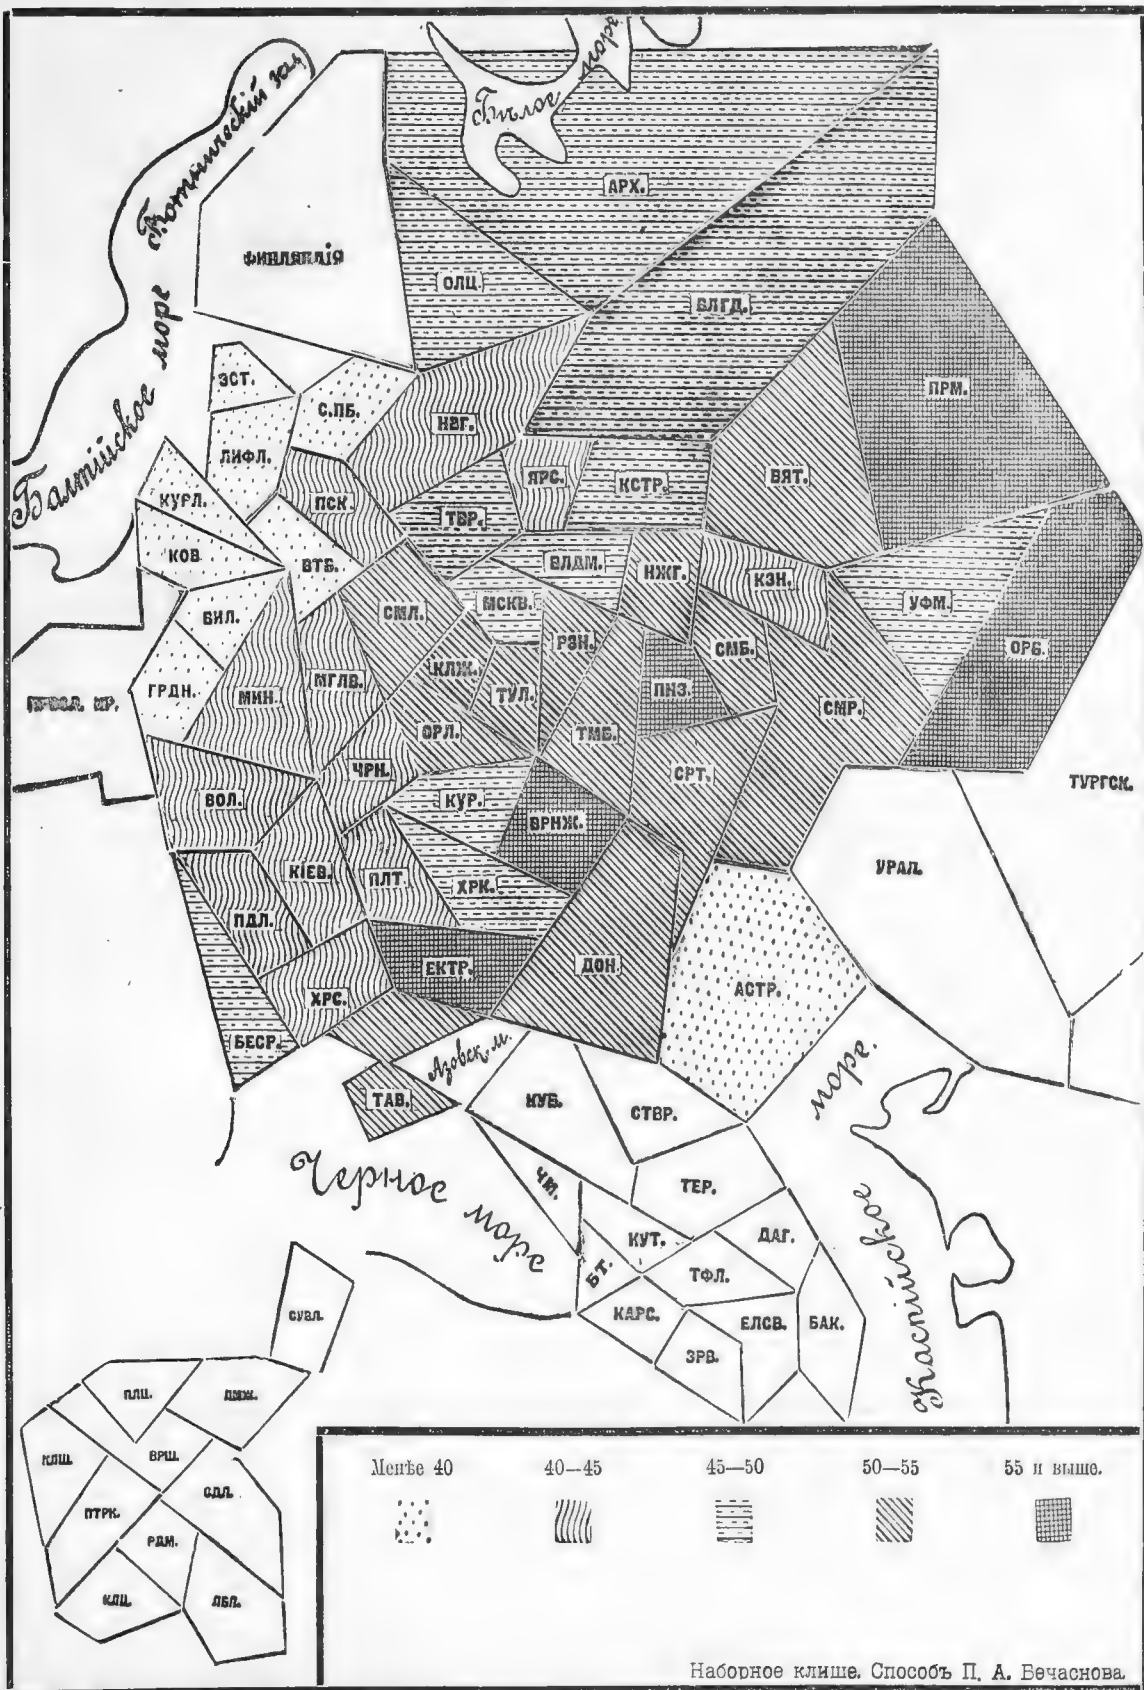 Ботническій зал.
Бѣлое море
АРХ.
ФИНЛЯНДІЯ
ОЛЦ.
ВЛГД.
Балтійское море
ЭСТ.
С.ПБ.
НВГ.
ПРМ.
ЛИФЛ.
ЯРС.
КСТР.
ВЯТ.
КУРЛ.
ПСК.
ТВР.
КОВ.
ВТБ.
ВЛДМ.
НЖГ.
КЗН.
СМЛ.
МСКВ.
УФМ.
ВИЛ.
РЗН.
СМБ.
ОРБ.
КЛЖ.
МГЛВ.
ГРДН.
МИН.
ТУЛ.
ПНЗ.
СМР.
ПРИВЛ. КР.
ОРЛ.
ТМБ.
ЧРН.
СРТ.
ТУРГСК.
ВОЛ.
КУР.
ВРНЖ.
КІЕВ.
ПЛТ.
ХРК.
УРАЛ.
ПДЛ.
ЕКТР.
ДОН.
АСТР.
ХРС.
БЕСР.
Азовск. м.
ТАВ.
КУБ.
СТВР.
Черное море
ЧМ.
ТЕР.
Каспійское море.
КУТ.
ДАГ.
БТ.
ТФЛ.
КАРС.
ЕЛСВ.
БАК.
ЭРВ.
СУВЛ.
ПЛЦ.
ЛМЖ.
КЛШ.
ВРШ.
СДЛ.
ПТРК.
РДМ.
КЛЦ.
ЛБЛ.
Менѣе 40 40—45 45—50 50—55 55 и выше.
Наборное клише. Способъ П. А. Бечаснова